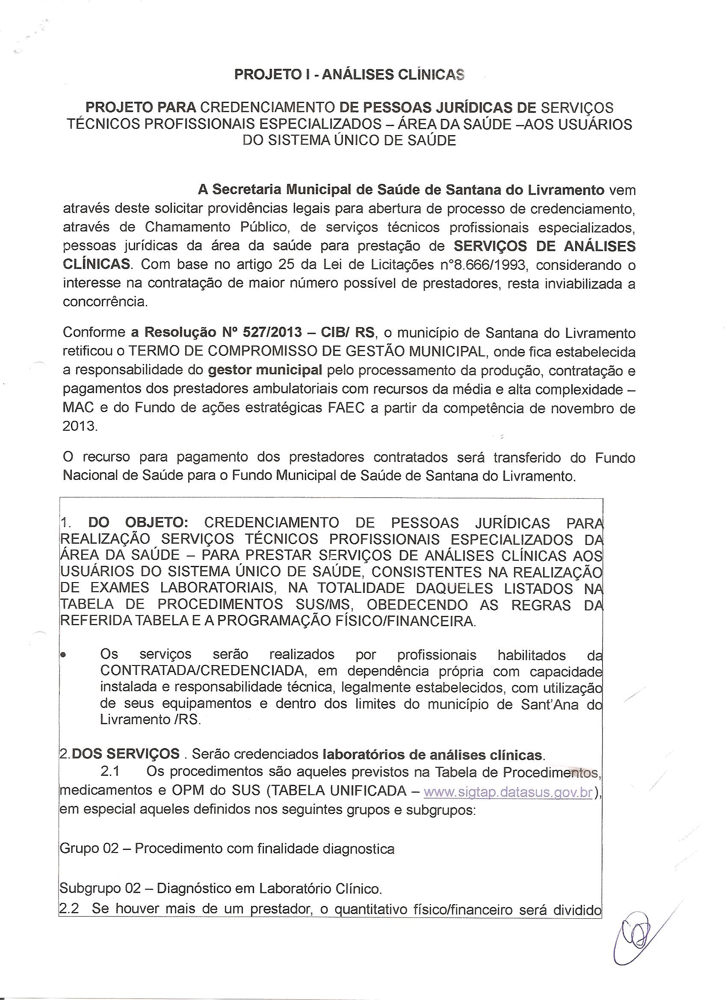 PROJETO I - ANÁLISES CLÍNICAS
PROJETO PARA CREDENCIAMENTO DE PESSOAS JURÍDICAS DE SERVIÇOS
TÉCNICOS PROFISSIONAIS ESPECIALIZADOS – ÁREA DA SAÚDE –AOS USUÁRIOS
DO SISTEMA ÚNICO DE SAÚDE
A Secretaria Municipal de Saúde de Santana do Livramento vem
através deste solicitar providências legais para abertura de processo de credenciamento,
através de Chamamento Público, de serviços técnicos profissionais especializados,
pessoas jurídicas da área da saúde para prestação de SERVIÇOS DE ANÁLISES
CLÍNICAS. Com base no artigo 25 da Lei de Licitações n°8.666/1993, considerando o
interesse na contratação de maior número possível de prestadores, resta inviabilizada a
concorrência.
Conforme a Resolução Nº 527/2013 – CIB/ RS, o município de Santana do Livramento
retificou o TERMO DE COMPROMISSO DE GESTÃO MUNICIPAL, onde fica estabelecida
a responsabilidade do gestor municipal pelo processamento da produção, contratação e
pagamentos dos prestadores ambulatoriais com recursos da média e alta complexidade –
MAC e do Fundo de ações estratégicas FAEC a partir da competência de novembro de
2013.
O recurso para pagamento dos prestadores contratados será transferido do Fundo
Nacional de Saúde para o Fundo Municipal de Saúde de Santana do Livramento.
1. DO OBJETO: CREDENCIAMENTO DE PESSOAS JURÍDICAS PARA
REALIZAÇÃO SERVIÇOS TÉCNICOS PROFISSIONAIS ESPECIALIZADOS DA
ÁREA DA SAÚDE – PARA PRESTAR SERVIÇOS DE ANÁLISES CLÍNICAS AOS
USUÁRIOS DO SISTEMA ÚNICO DE SAÚDE, CONSISTENTES NA REALIZAÇÃO
DE EXAMES LABORATORIAIS, NA TOTALIDADE DAQUELES LISTADOS NA
TABELA DE PROCEDIMENTOS SUS/MS, OBEDECENDO AS REGRAS DA
REFERIDA TABELA E A PROGRAMAÇÃO FÍSICO/FINANCEIRA.
• Os serviços serão realizados por profissionais habilitados da
CONTRATADA/CREDENCIADA, em dependência própria com capacidade
instalada e responsabilidade técnica, legalmente estabelecidos, com utilização
de seus equipamentos e dentro dos limites do município de Sant'Ana do
Livramento /RS.
2.DOS SERVIÇOS . Serão credenciados laboratórios de análises clínicas.
2.1 Os procedimentos são aqueles previstos na Tabela de Procedimentos,
medicamentos e OPM do SUS (TABELA UNIFICADA – www.sigtap.datasus.gov.br),
em especial aqueles definidos nos seguintes grupos e subgrupos:
Grupo 02 – Procedimento com finalidade diagnostica
Subgrupo 02 – Diagnóstico em Laboratório Clínico.
2.2 Se houver mais de um prestador, o quantitativo físico/financeiro será dividido